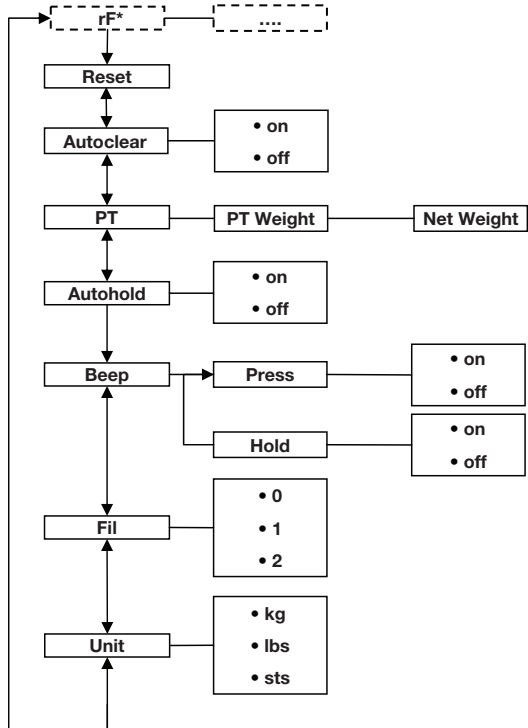 rF*
....
Reset
Autoclear
• on
• off
PT
PT Weight
Net Weight
Autohold
• on
• off
Beep
Press
• on
• off
Hold
• on
• off
Fil
• 0
• 1
• 2
Unit
• kg
• lbs
• sts